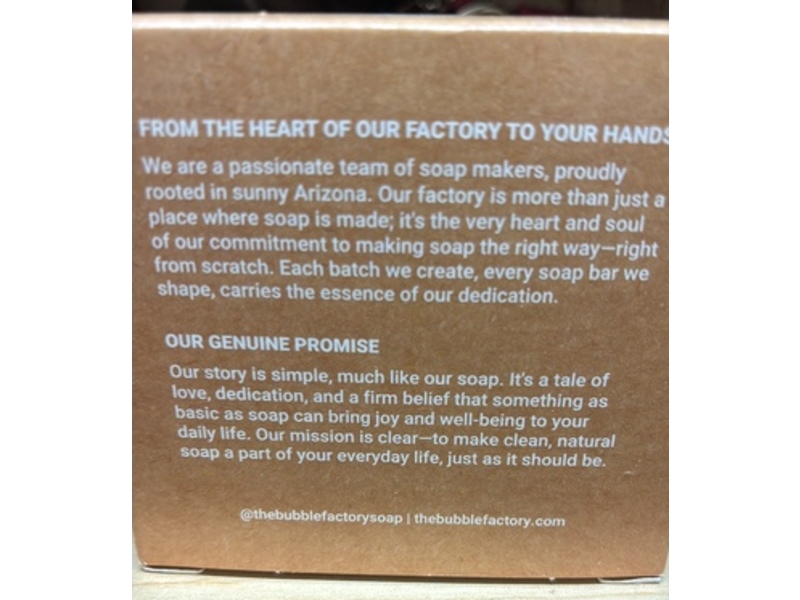 FROM THE HEART OF OUR FACTORY TO YOUR HANDS
We are a passionate team of soap makers, proudly
rooted in sunny Arizona. Our factory is more than just a
place where soap is made; it's the very heart and soul
of our commitment to making soap the right way—right
from scratch. Each batch we create, every soap bar we
shape, carries the essence of our dedication.
OUR GENUINE PROMISE
Our story is simple, much like our soap. It's a tale of
love, dedication, and a firm belief that something as
basic as soap can bring joy and well-being to your
daily life. Our mission is clear—to make clean, natural
soap a part of your everyday life, just as it should be.
@thebubblefactorysoap | thebubblefactory.com